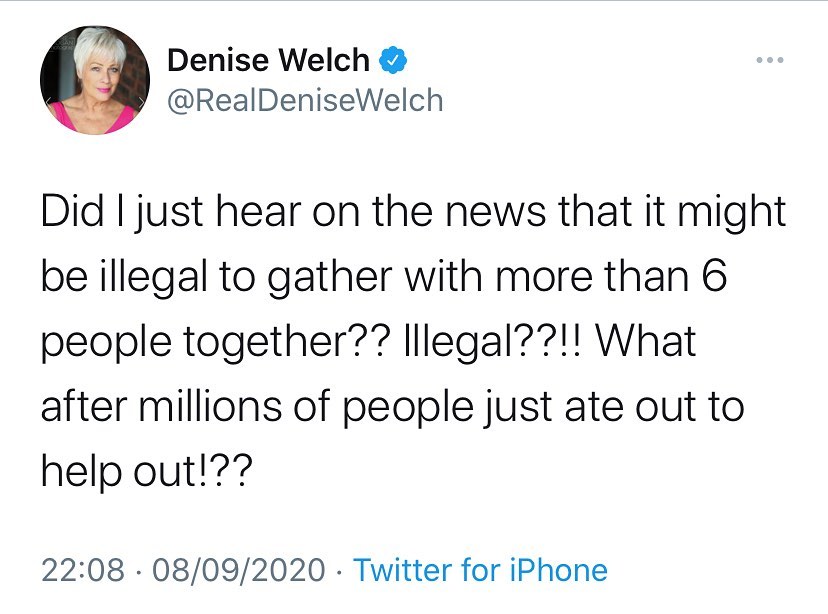 Denise Welch
@RealDeniseWelch
Did I just hear on the news that it might
be illegal to gather with more than 6
people together?? Illegal??!! What
after millions of people just ate out to
help out!??
22:08 · 08/09/2020 · Twitter for iPhone